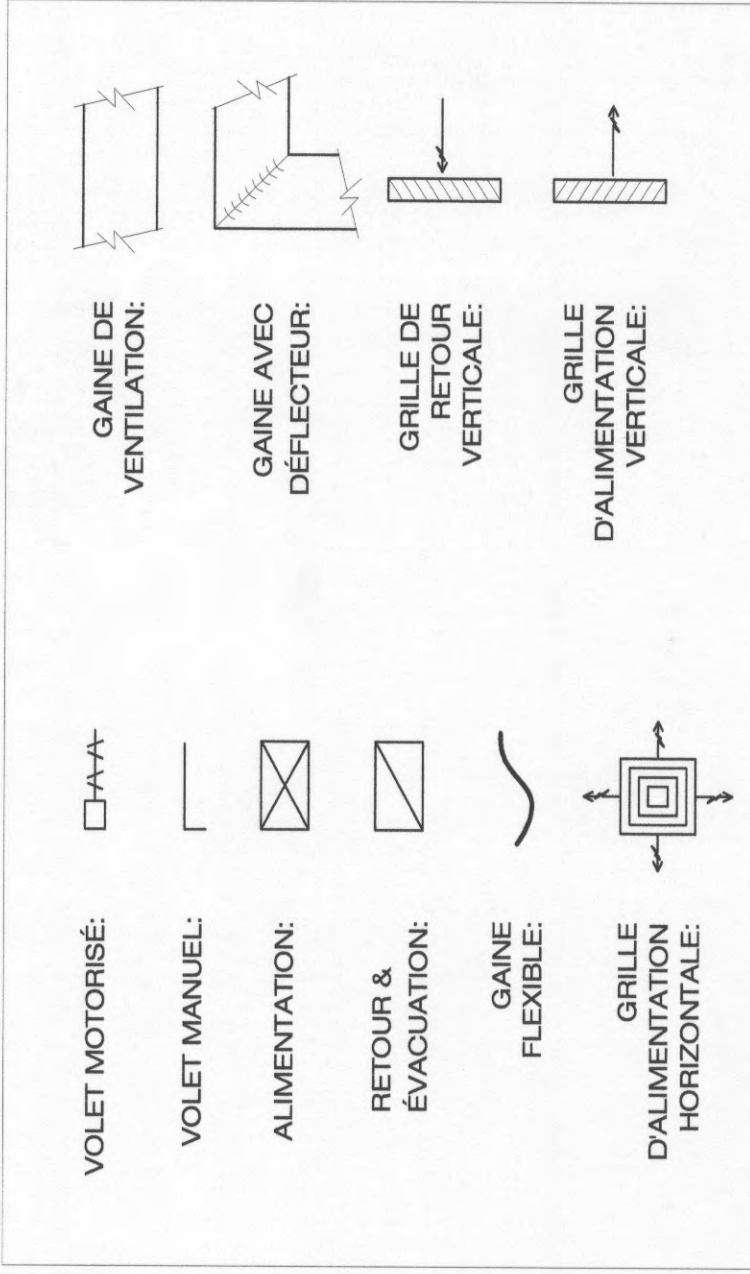 VOLET MOTORISÉ:
VOLET MANUEL:
ALIMENTATION:
RETOUR &
ÉVACUATION:
GAINE
FLEXIBLE:
GRILLE
D'ALIMENTATION
HORIZONTALE:
GAINE DE
VENTILATION:
GAINE AVEC
DÉFLECTEUR:
GRILLE DE
RETOUR
VERTICALE:
GRILLE
D'ALIMENTATION
VERTICALE: